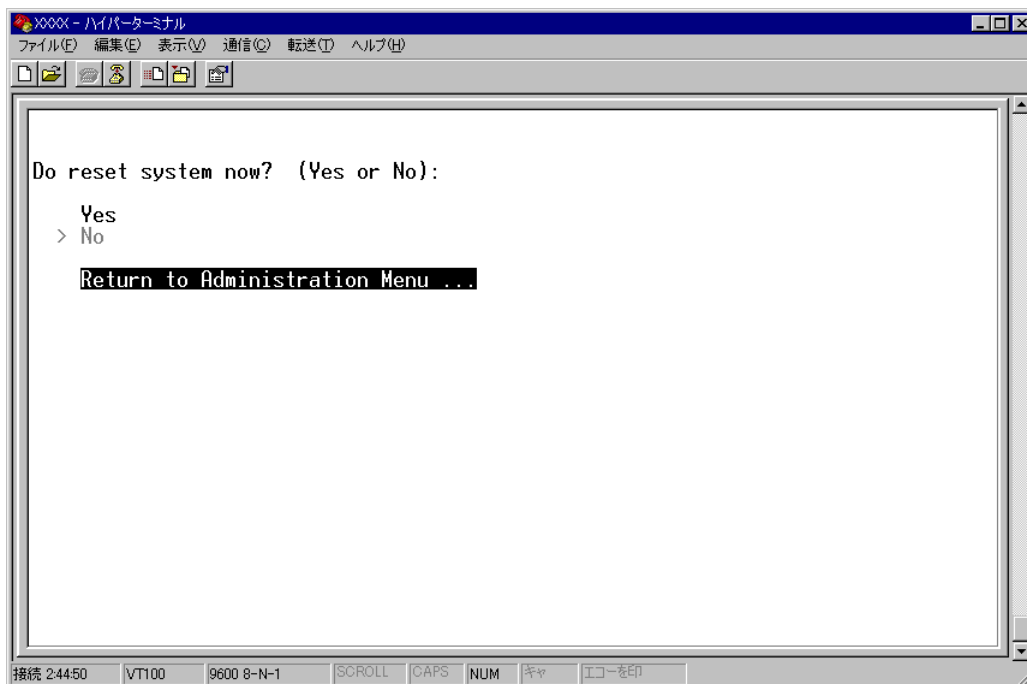 XXXX - ハイパーターミナル
ファイル(F) 編集(E) 表示(V) 通信(C) 転送(T) ヘルプ(H)
Do reset system now? (Yes or No):
Yes
> No
Return to Administration Menu ...
接続 2:44:50 VT100 9600 8-N-1 SCROLL CAPS NUM キャ エコーを印